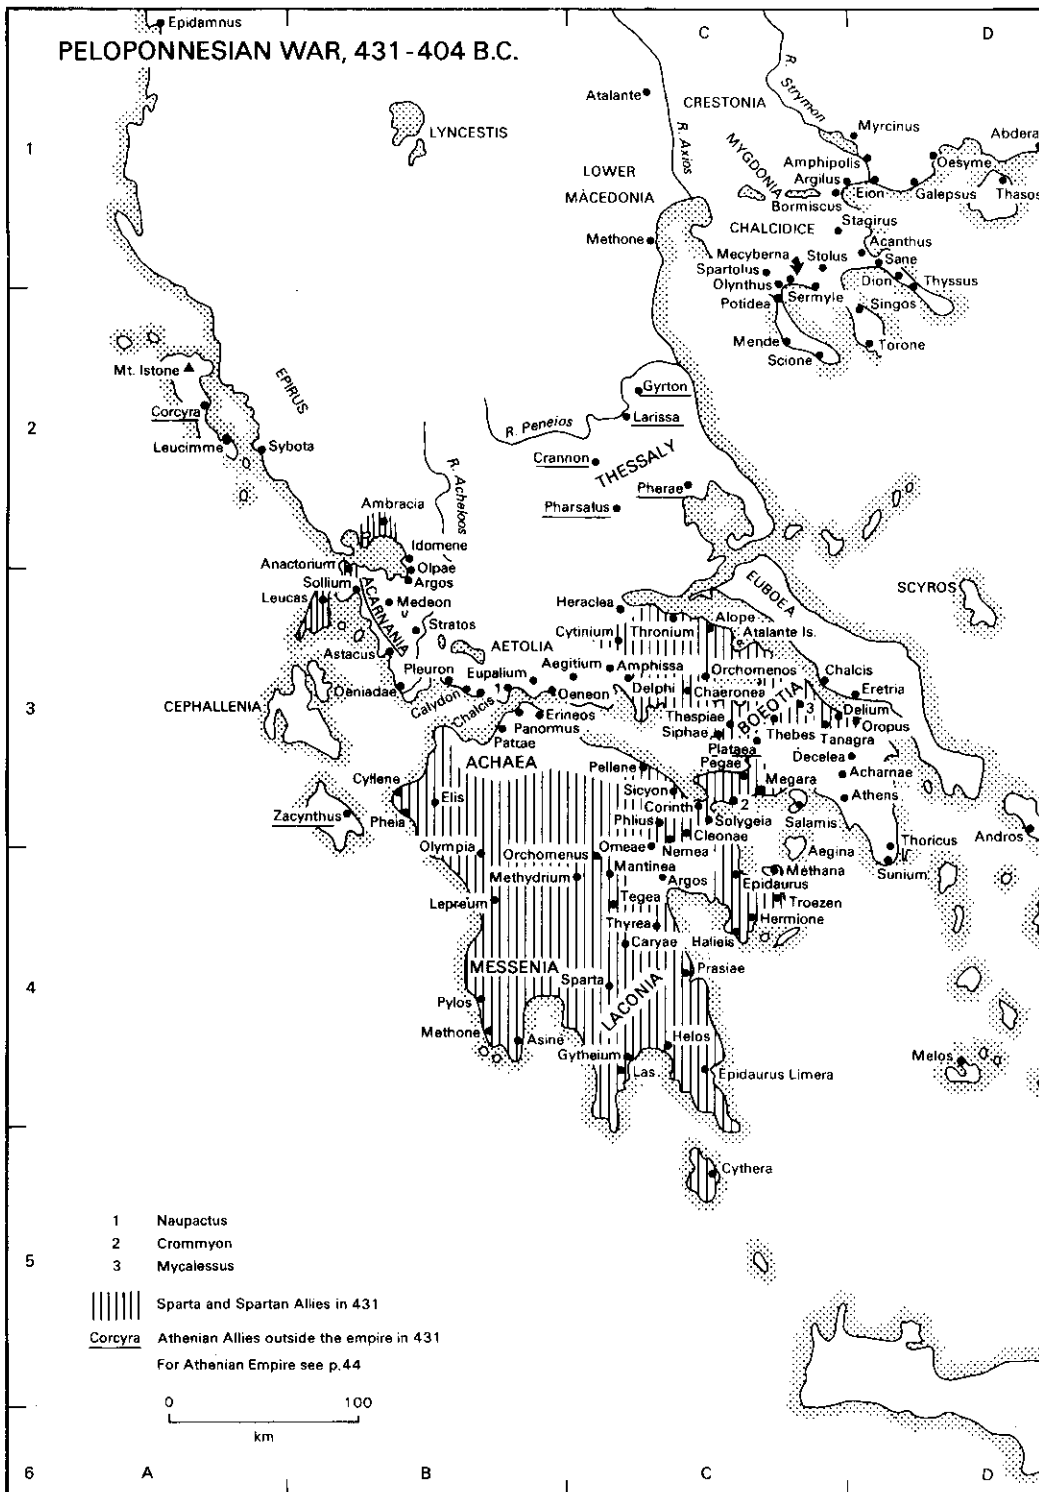 Epidamnus
C
D
PELOPONNESIAN WAR, 431-404 B.C.
R. Strymon
Atalante
CRESTONIA
LYNCESTIS
Myrcinus
Abdera
R. Axios
1
MYGDONIA
Amphipolis
Oesyme
LOWER
MACEDONIA
Argilus
Eion
Galepsus
Thasos
Bormiscus
Stagirus
CHALCIDICE
Methone
Acanthus
Mecyberna
Stolus
Sane
Spartolus
Olynthus
Dion
Thyssus
Potidea
Sermyle
Singos
Mende
Torone
Scione
Mt. Istone
EPIRUS
Gyrton
Corcyra
Larissa
2
R. Peneios
Leucimme
Sybota
Crannon
THESSALY
R. Acheloos
Pherae
Ambracia
Pharsalus
Idomene
Anactorium
Olpae
Sollium
Argos
EUBOEA
SCYROS
Leucas
ACARNANIA
Medeon
3
Heraclea
Alope
Stratos
Cytinium
Thronium
Atalante Is.
Astacus
AETOLIA
Pleuron
Eupalium
Aegitium
Amphissa
Orchomenos
Chalcis
Oeniadae
Calydon
Chalcis
1
Oeneon
Delphi
Chaeronea
BOEOTIA
3
Eretria
CEPHALLENIA
3
Erineos
Delium
Panormus
Thespiae
Thebes
Oropus
Patrae
Siphae
Tanagra
Plataea
Decelea
ACHAEA
Pellene
Pegae
Acharnae
Cyllene
Megara
Elis
Sicyon
2
Athens
Zacynthus
Corinth
Salamis
Pheia
Phlius
Solygeia
Andros
Cleonae
Olympia
Orneae
Nemea
Aegina
Thoricus
Orchomenus
Mantinea
Methana
Sunium
Methydrium
Argos
Epidaurus
Lepreum
Tegea
Troezen
Thyrea
Hermione
Caryae
Halieis
MESSENIA
Prasiae
4
Sparta
LACONIA
Pylos
Methone
Asine
Helos
Gytheium
Melos
Las
Epidaurus Limera
Cythera
1 Naupactus
2 Crommyon
5
3 Mycalessus
Sparta and Spartan Allies in 431
Corcyra Athenian Allies outside the empire in 431
For Athenian Empire see p.44
0 100
km
6
A
B
C
D